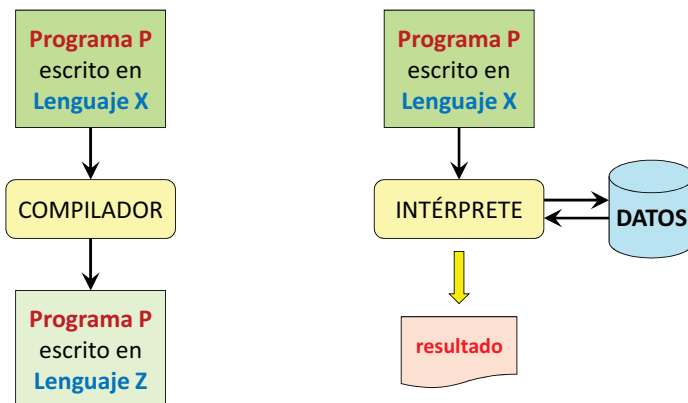 Programa P
escrito en
Lenguaje X
COMPILADOR
Programa P
escrito en
Lenguaje Z
Programa P
escrito en
Lenguaje X
INTÉRPRETE
DATOS
resultado